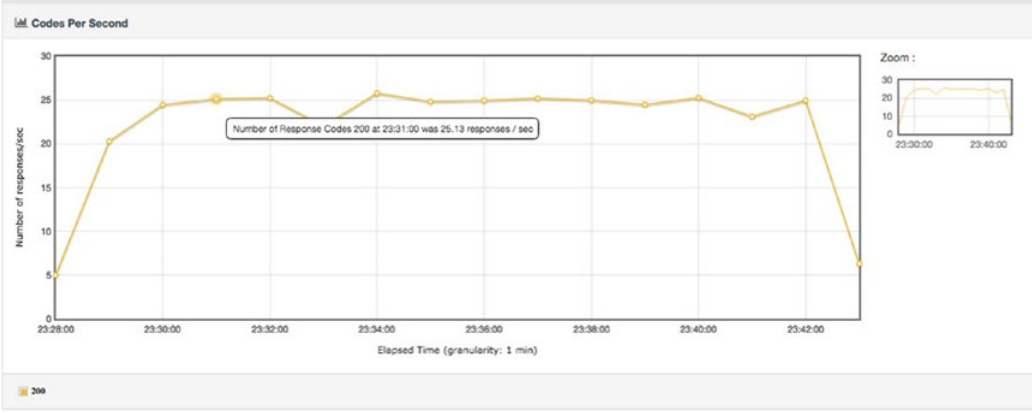 Codes Per Second
Zoom :
30
25
20
15
10
5
0
Number of responses/sec
Number of Response Codes 200 at 23:31:00 was 25.13 responses / sec
23:28:00 23:30:00 23:32:00 23:34:00 23:36:00 23:38:00 23:40:00 23:42:00
Elapsed Time (granularity: 1 min)
30
20
10
0
23:30:00 23:40:00
200